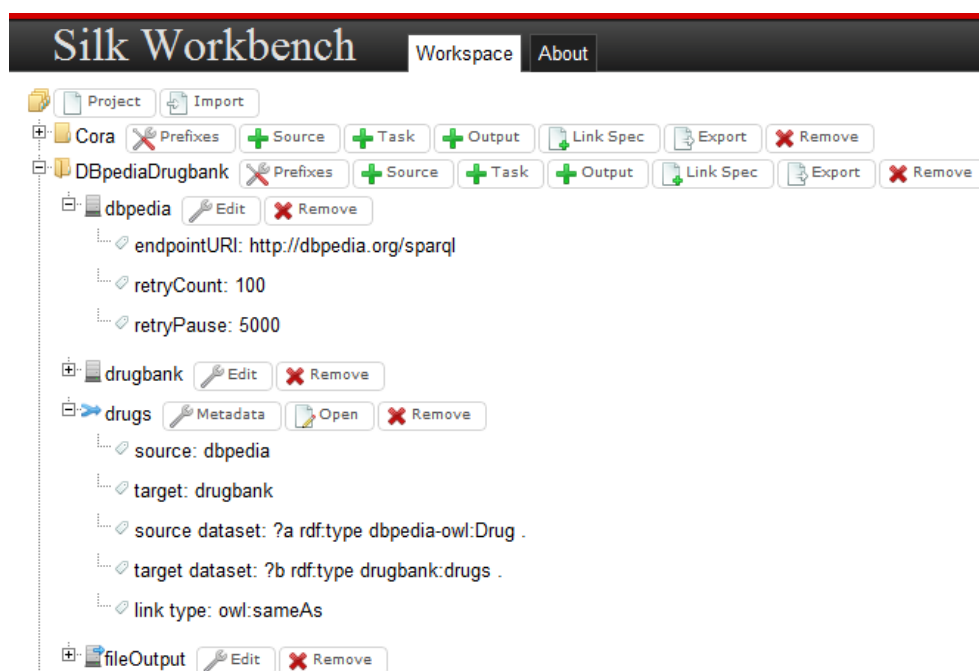 Silk Workbench Workspace About
Project Import
Cora Prefixes Source Task Output Link Spec Export Remove
DBpediaDrugbank Prefixes Source Task Output Link Spec Export Remove
dbpedia Edit Remove
endpointURI: http://dbpedia.org/sparql
retryCount: 100
retryPause: 5000
drugbank Edit Remove
drugs Metadata Open Remove
source: dbpedia
target: drugbank
source dataset: ?a rdf:type dbpedia-owl:Drug .
target dataset: ?b rdf:type drugbank:drugs .
link type: owl:sameAs
fileOutput Edit Remove